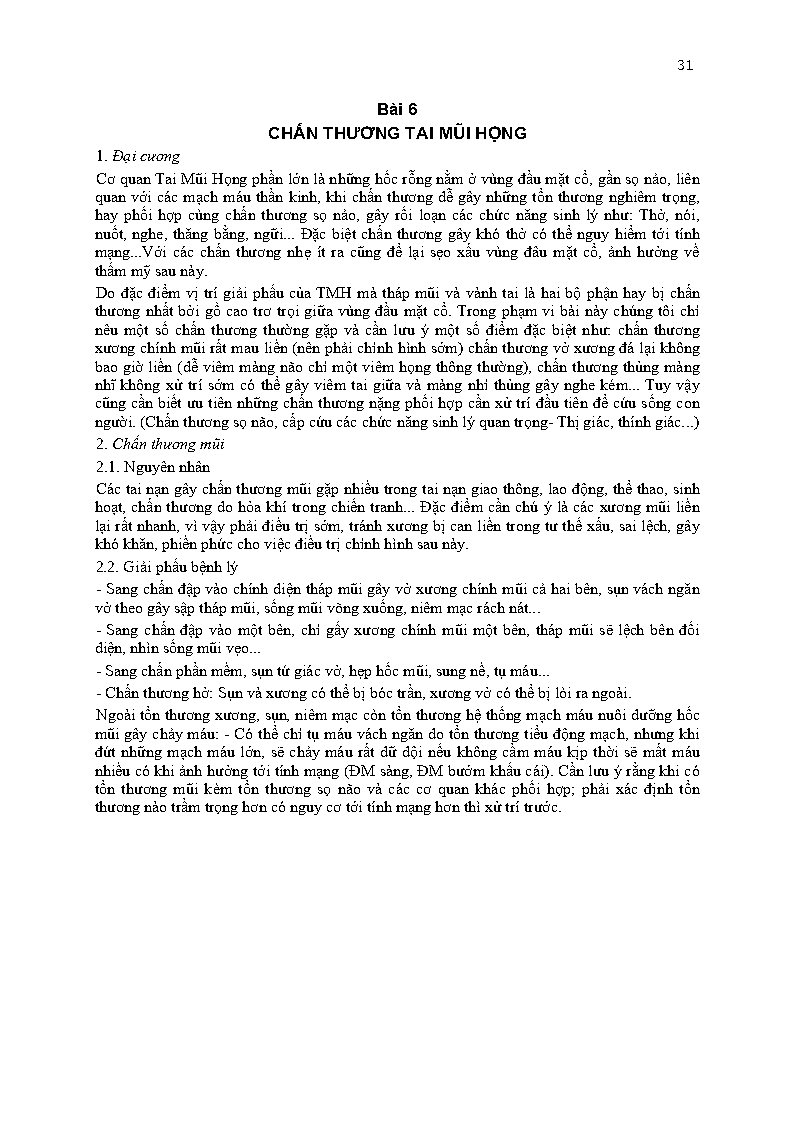 31
Bài 6
CHẤN THƯƠNG TAI MŨI HỌNG
1. Đại cương
Cơ quan Tai Mũi Họng phần lớn là những hốc rỗng nằm ở vùng đầu mặt cổ, gần sọ não, liên
quan với các mạch máu thần kinh, khi chấn thương dễ gây những tổn thương nghiêm trọng,
hay phối hợp cùng chấn thương sọ não, gây rối loạn các chức năng sinh lý như: Thở, nói,
nuốt, nghe, thăng bằng, ngữi... Đặc biệt chấn thương gây khó thở có thể nguy hiểm tới tính
mạng...Với các chấn thương nhẹ ít ra cũng để lại sẹo xấu vùng đâu mặt cổ, ảnh hưởng về
thẩm mỹ sau này.
Do đặc điểm vị trí giải phẩu của TMH mà tháp mũi và vành tai là hai bộ phận hay bị chấn
thương nhất bởi gồ cao trơ trọi giữa vùng đầu mặt cổ. Trong phạm vi bài này chúng tôi chỉ
nêu một số chấn thương thường gặp và cần lưu ý một số điểm đặc biệt như: chấn thương
xương chính mũi rất mau liền (nên phải chỉnh hình sớm) chấn thương vở xương đá lại không
bao giờ liền (dễ viêm màng não chỉ một viêm họng thông thường), chấn thương thủng màng
nhĩ không xử trí sớm có thể gây viêm tai giữa và màng nhỉ thủng gây nghe kém... Tuy vậy
cũng cần biết ưu tiên những chấn thương nặng phối hợp cần xử trí đầu tiên để cứu sống con
người. (Chấn thương sọ não, cấp cứu các chức năng sinh lý quan trọng- Thị giác, thính giác...)
2. Chấn thương mũi
2.1. Nguyên nhân
Các tai nạn gây chấn thương mũi gặp nhiều trong tai nạn giao thông, lao động, thể thao, sinh
hoạt, chấn thương do hỏa khí trong chiến tranh... Đặc điểm cần chú ý là các xương mũi liền
lại rất nhanh, vì vậy phải điều trị sớm, tránh xương bị can liền trong tư thế xấu, sai lệch, gây
khó khăn, phiền phức cho việc điều trị chỉnh hình sau này.
2.2. Giải phẩu bệnh lý
- Sang chấn đập vào chính diện tháp mũi gây vở xương chính mũi cả hai bên, sụn vách ngăn
vở theo gây sập tháp mũi, sống mũi võng xuống, niêm mạc rách nát...
- Sang chấn đập vào một bên, chỉ gẫy xương chính mũi một bên, tháp mũi sẽ lệch bên đối
diện, nhìn sống mũi vẹo...
- Sang chấn phần mềm, sụn tứ giác vở, hẹp hốc mũi, sung nề, tụ máu...
- Chấn thương hở: Sụn và xương có thể bị bóc trần, xương vở có thể bị lòi ra ngoài.
Ngoài tổn thương xương, sụn, niêm mạc còn tổn thương hệ thống mạch máu nuôi dưỡng hốc
mũi gây chảy máu: - Có thể chỉ tụ máu vách ngăn do tổn thương tiểu động mạch, nhưng khi
đứt những mạch máu lớn, sẽ chảy máu rất dữ dội nếu không cầm máu kịp thời sẽ mất máu
nhiều có khi ảnh hưởng tới tính mạng (ĐM sàng, ĐM bướm khẩu cái). Cần lưu ý rằng khi có
tổn thương mũi kèm tổn thương sọ não và các cơ quan khác phối hợp; phải xác định tổn
thương nào trầm trọng hơn có nguy cơ tới tính mạng hơn thì xử trí trước.